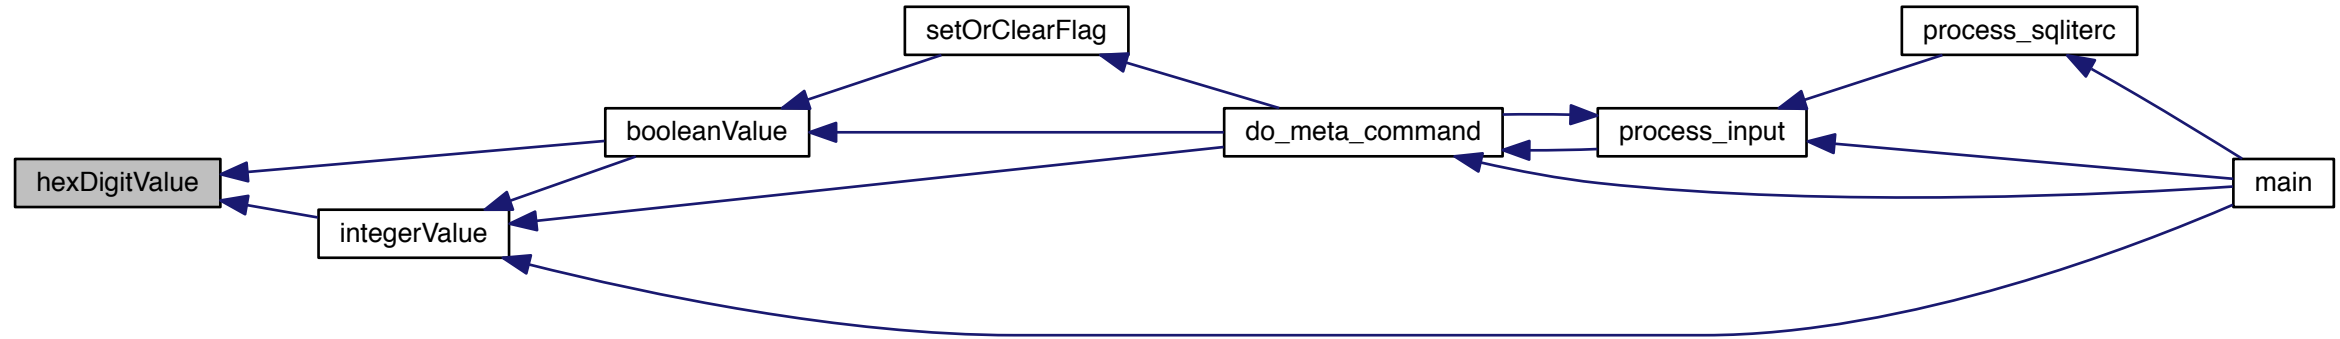 setOrClearFlag
process_sqliterc
booleanValue
do_meta_command
process_input
hexDigitValue
main
integerValue